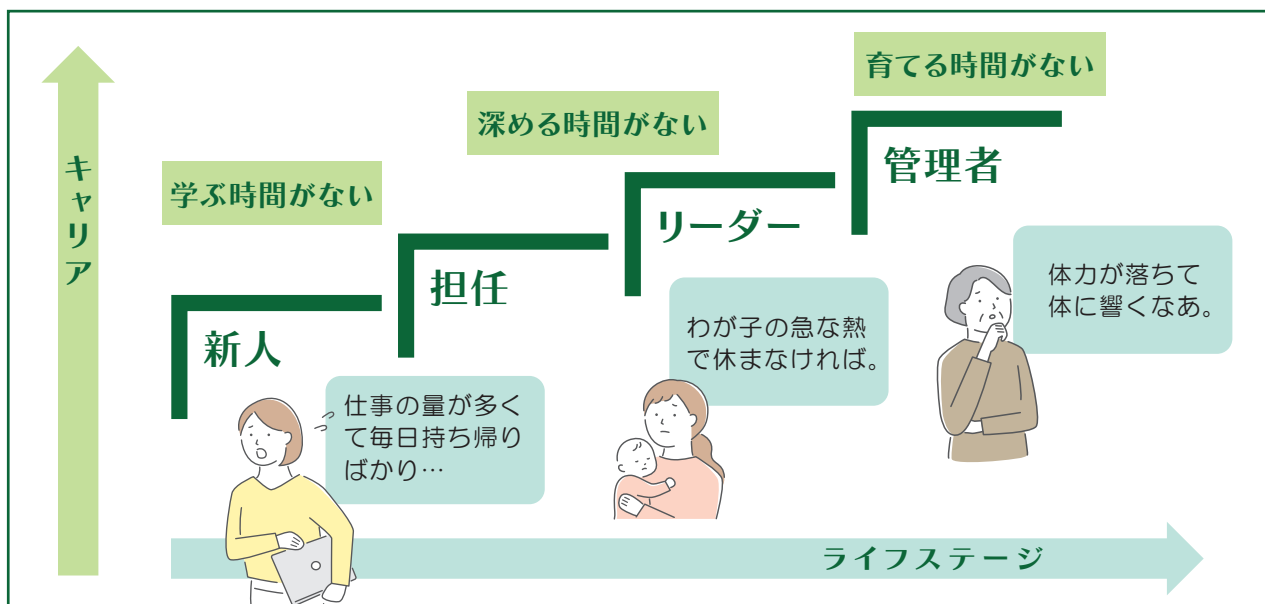 キャリア
学ぶ時間がない
深める時間がない
育てる時間がない
新人
担任
リーダー
管理者
仕事の量が多く
て毎日持ち帰り
ばかり…
わが子の急な熱
で休まなければ。
体力が落ちて
体に響くなあ。
ライフステージ